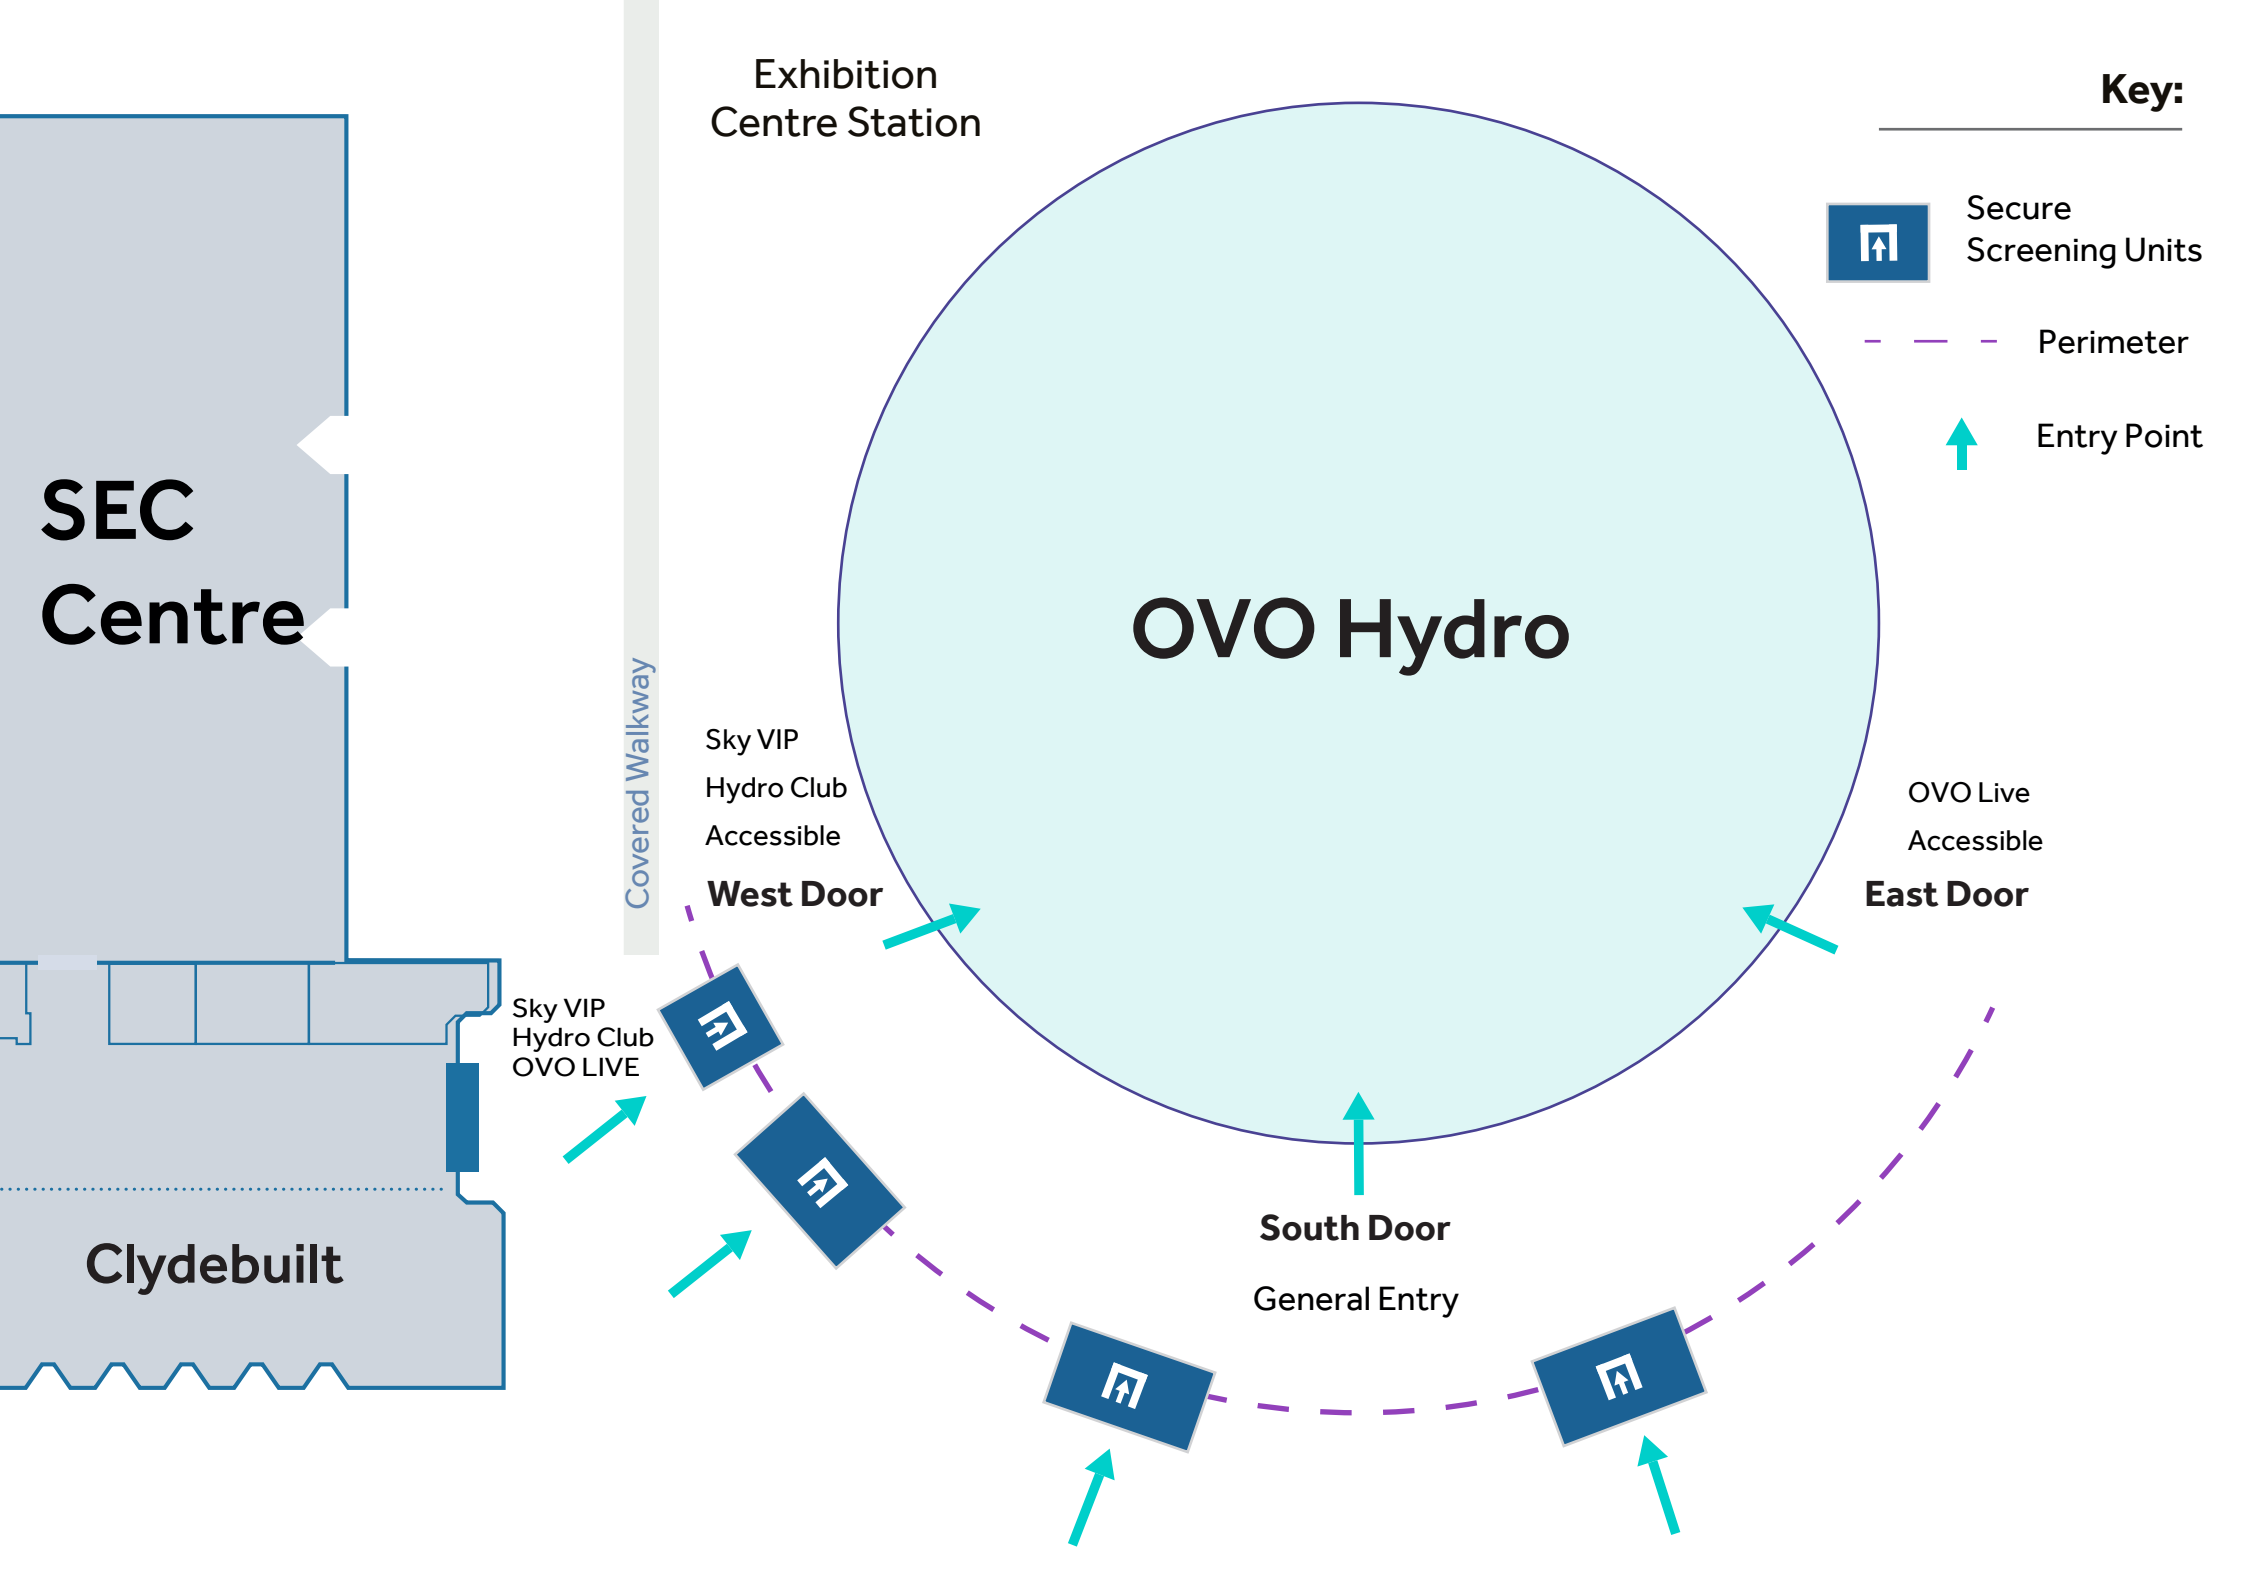 Exhibition
Centre Station
Key:
Secure
Screening Units
Perimeter
Entry Point
SEC
Centre
OVO Hydro
Covered Walkway
Sky VIP
Hydro Club
Accessible
West Door
OVO Live
Accessible
East Door
Sky VIP
Hydro Club
OVO LIVE
South Door
General Entry
Clydebuilt